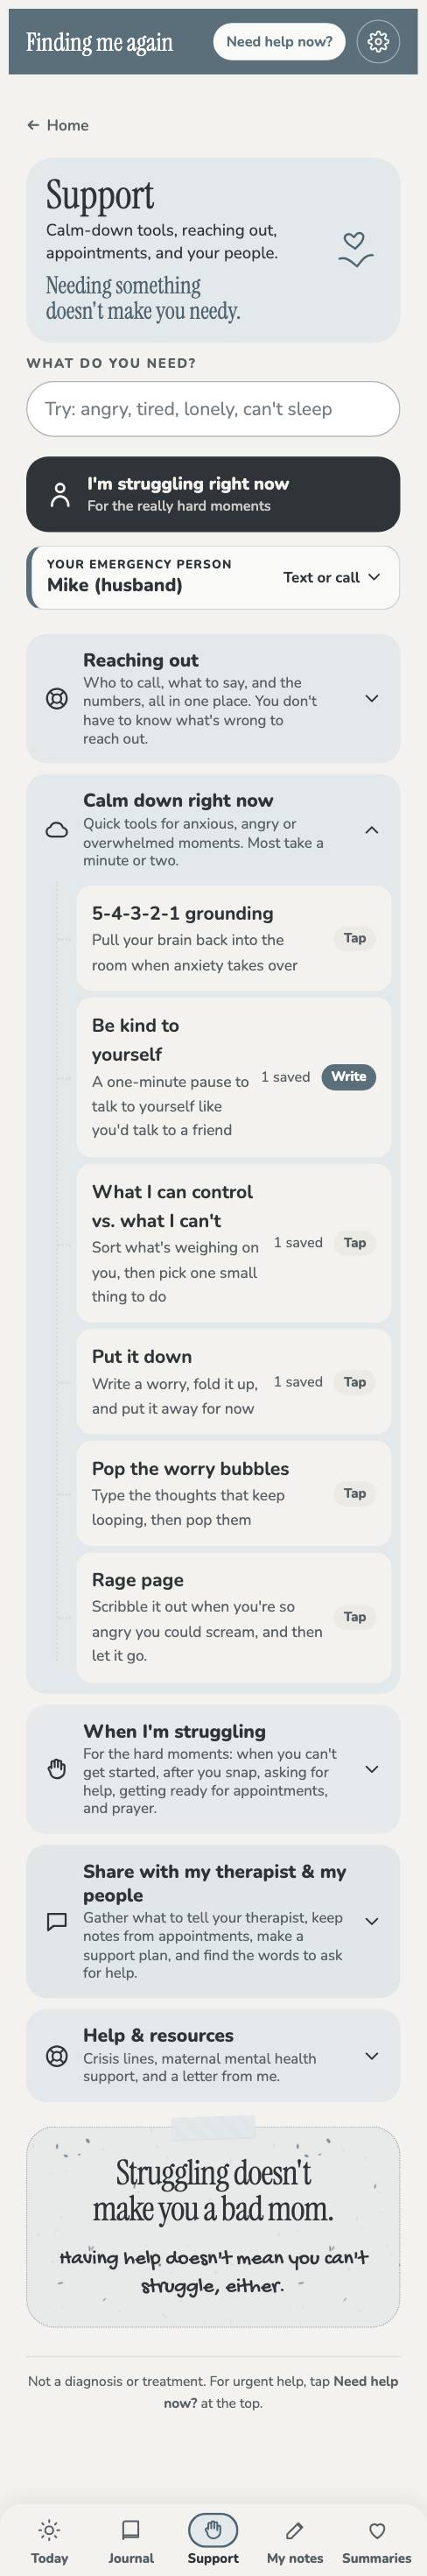 Finding me again
Need help now?
← Home
Support
Calm-down tools, reaching out,
appointments, and your people.
Needing something
doesn't make you needy.
WHAT DO YOU NEED?
Try: angry, tired, lonely, can't sleep
I'm struggling right now
For the really hard moments
YOUR EMERGENCY PERSON
Mike (husband)
Text or call
Reaching out
Who to call, what to say, and the
numbers, all in one place. You don't
have to know what's wrong to
reach out.
Calm down right now
Quick tools for anxious, angry or
overwhelmed moments. Most take a
minute or two.
5-4-3-2-1 grounding
Pull your brain back into the
room when anxiety takes over
Tap
Be kind to
yourself
A one-minute pause to
talk to yourself like
you'd talk to a friend
1 saved
Write
What I can control
vs. what I can't
Sort what's weighing on
you, then pick one small
thing to do
1 saved
Tap
Put it down
Write a worry, fold it up,
and put it away for now
1 saved
Tap
Pop the worry bubbles
Type the thoughts that keep
looping, then pop them
Tap
Rage page
Scribble it out when you're so
angry you could scream, and then
let it go.
Tap
When I'm struggling
For the hard moments: when you can't
get started, after you snap, asking for
help, getting ready for appointments,
and prayer.
Share with my therapist & my
people
Gather what to tell your therapist, keep
notes from appointments, make a
support plan, and find the words to ask
for help.
Help & resources
Crisis lines, maternal mental health
support, and a letter from me.
Struggling doesn't
make you a bad mom.
Having help doesn't mean you can't
struggle, either.
Not a diagnosis or treatment. For urgent help, tap Need help
now? at the top.
Today
Journal
Support
My notes
Summaries